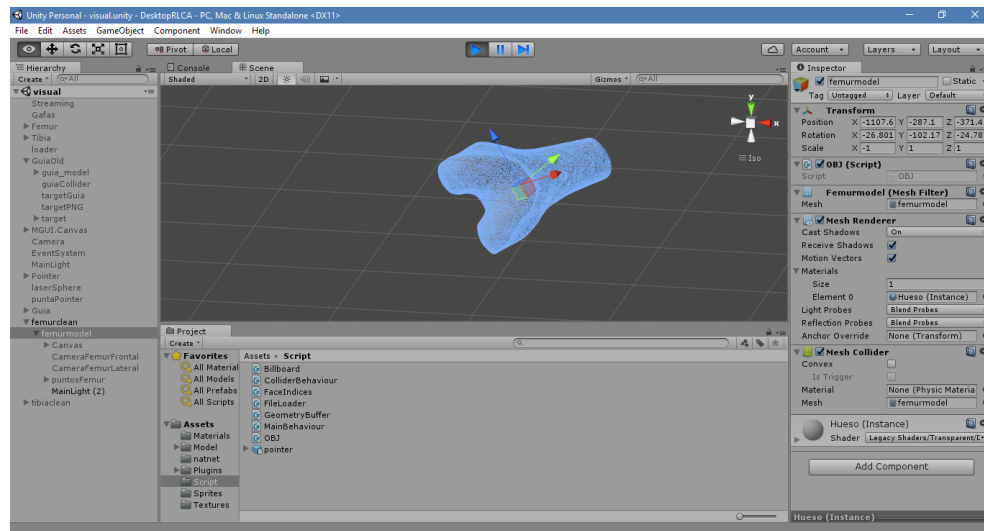 Unity Personal - visual.unity - DesktopRLCA - PC, Mac & Linux Standalone <DX11>
File Edit Assets GameObject Component Window Help
Pivot Local Account Layers Layout
Hierarchy
Create All
visual
Streaming
Gafas
Femur
Tibia
loader
GuiaOld
guia_model
guiaCollider
targetGuia
targetPNG
target
MGUI.Canvas
Camera
EventSystem
MainLight
Pointer
laserSphere
puntaPointer
Guia
femurclean
femurmodel
Canvas
CameraFemurFrontal
CameraFemurLateral
puntosFemur
MainLight (2)
tibiaclean
Console Scene
Shaded 2D Gizmos All
y
x
Iso
Project
Create
Favorites
All Material
All Models
All Prefabs
All Scripts
Assets
Materials
Model
natnet
Plugins
Script
Sprites
Textures
Assets Script
Billboard
ColliderBehaviour
FaceIndices
FileLoader
GeometryBuffer
MainBehaviour
OBJ
pointer
Inspector
femurmodel Static
Tag Untagged Layer Default
Transform
Position X -1107.6 Y -287.1 Z -371.4
Rotation X -26.801 Y -102.17 Z -24.78
Scale X -1 Y 1 Z 1
OBJ (Script)
Script OBJ
Femurmodel (Mesh Filter)
Mesh femurmodel
Mesh Renderer
Cast Shadows On
Receive Shadows
Motion Vectors
Materials
Size 1
Element 0 Hueso (Instance)
Light Probes Blend Probes
Reflection Probes Blend Probes
Anchor Override None (Transform)
Mesh Collider
Convex
Is Trigger
Material None (Physic Materia
Mesh femurmodel
Hueso (Instance)
Shader Legacy Shaders/Transparent/D
Add Component
Hueso (Instance)